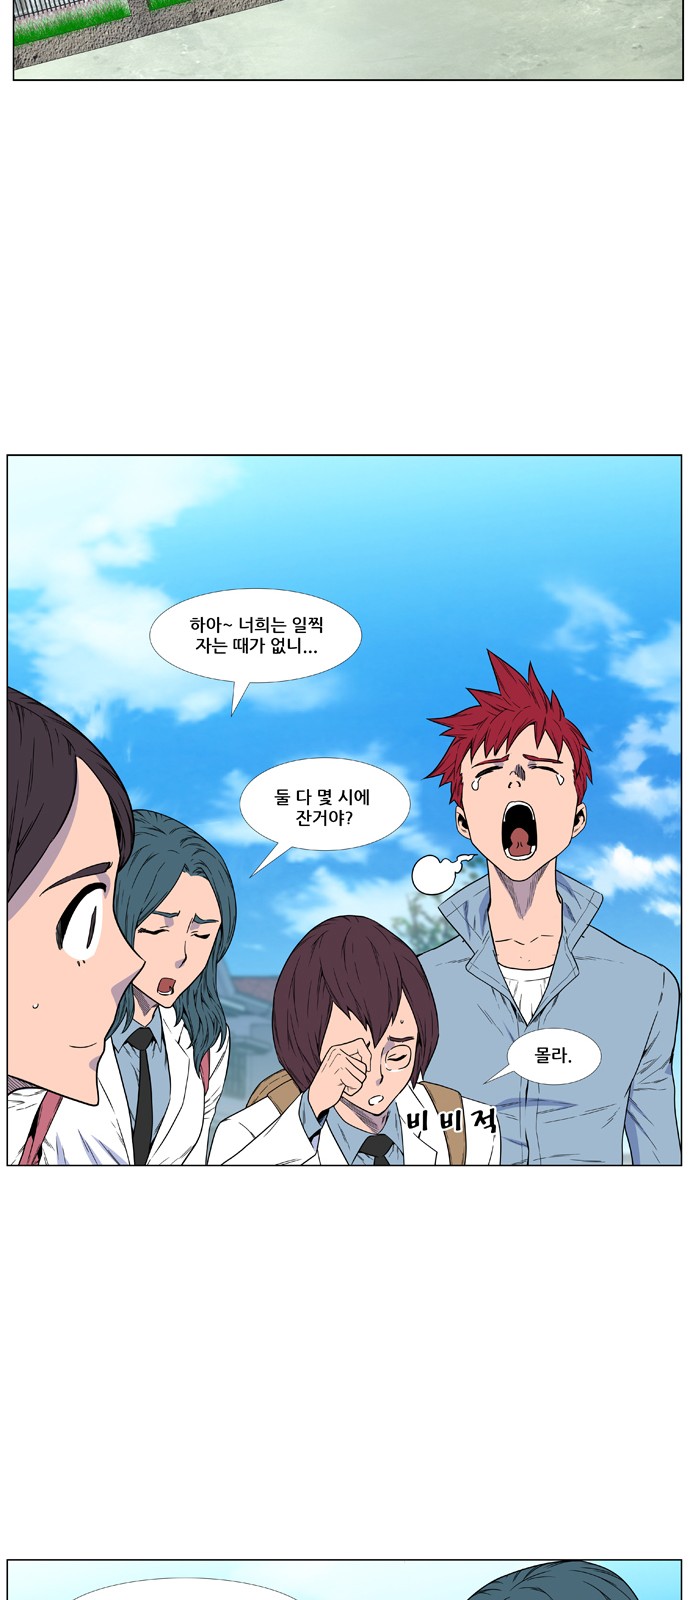 하아~ 너희는 일찍
자는 때가 없니...
둘 다 몇 시에
잔거야?
몰라.
비비적